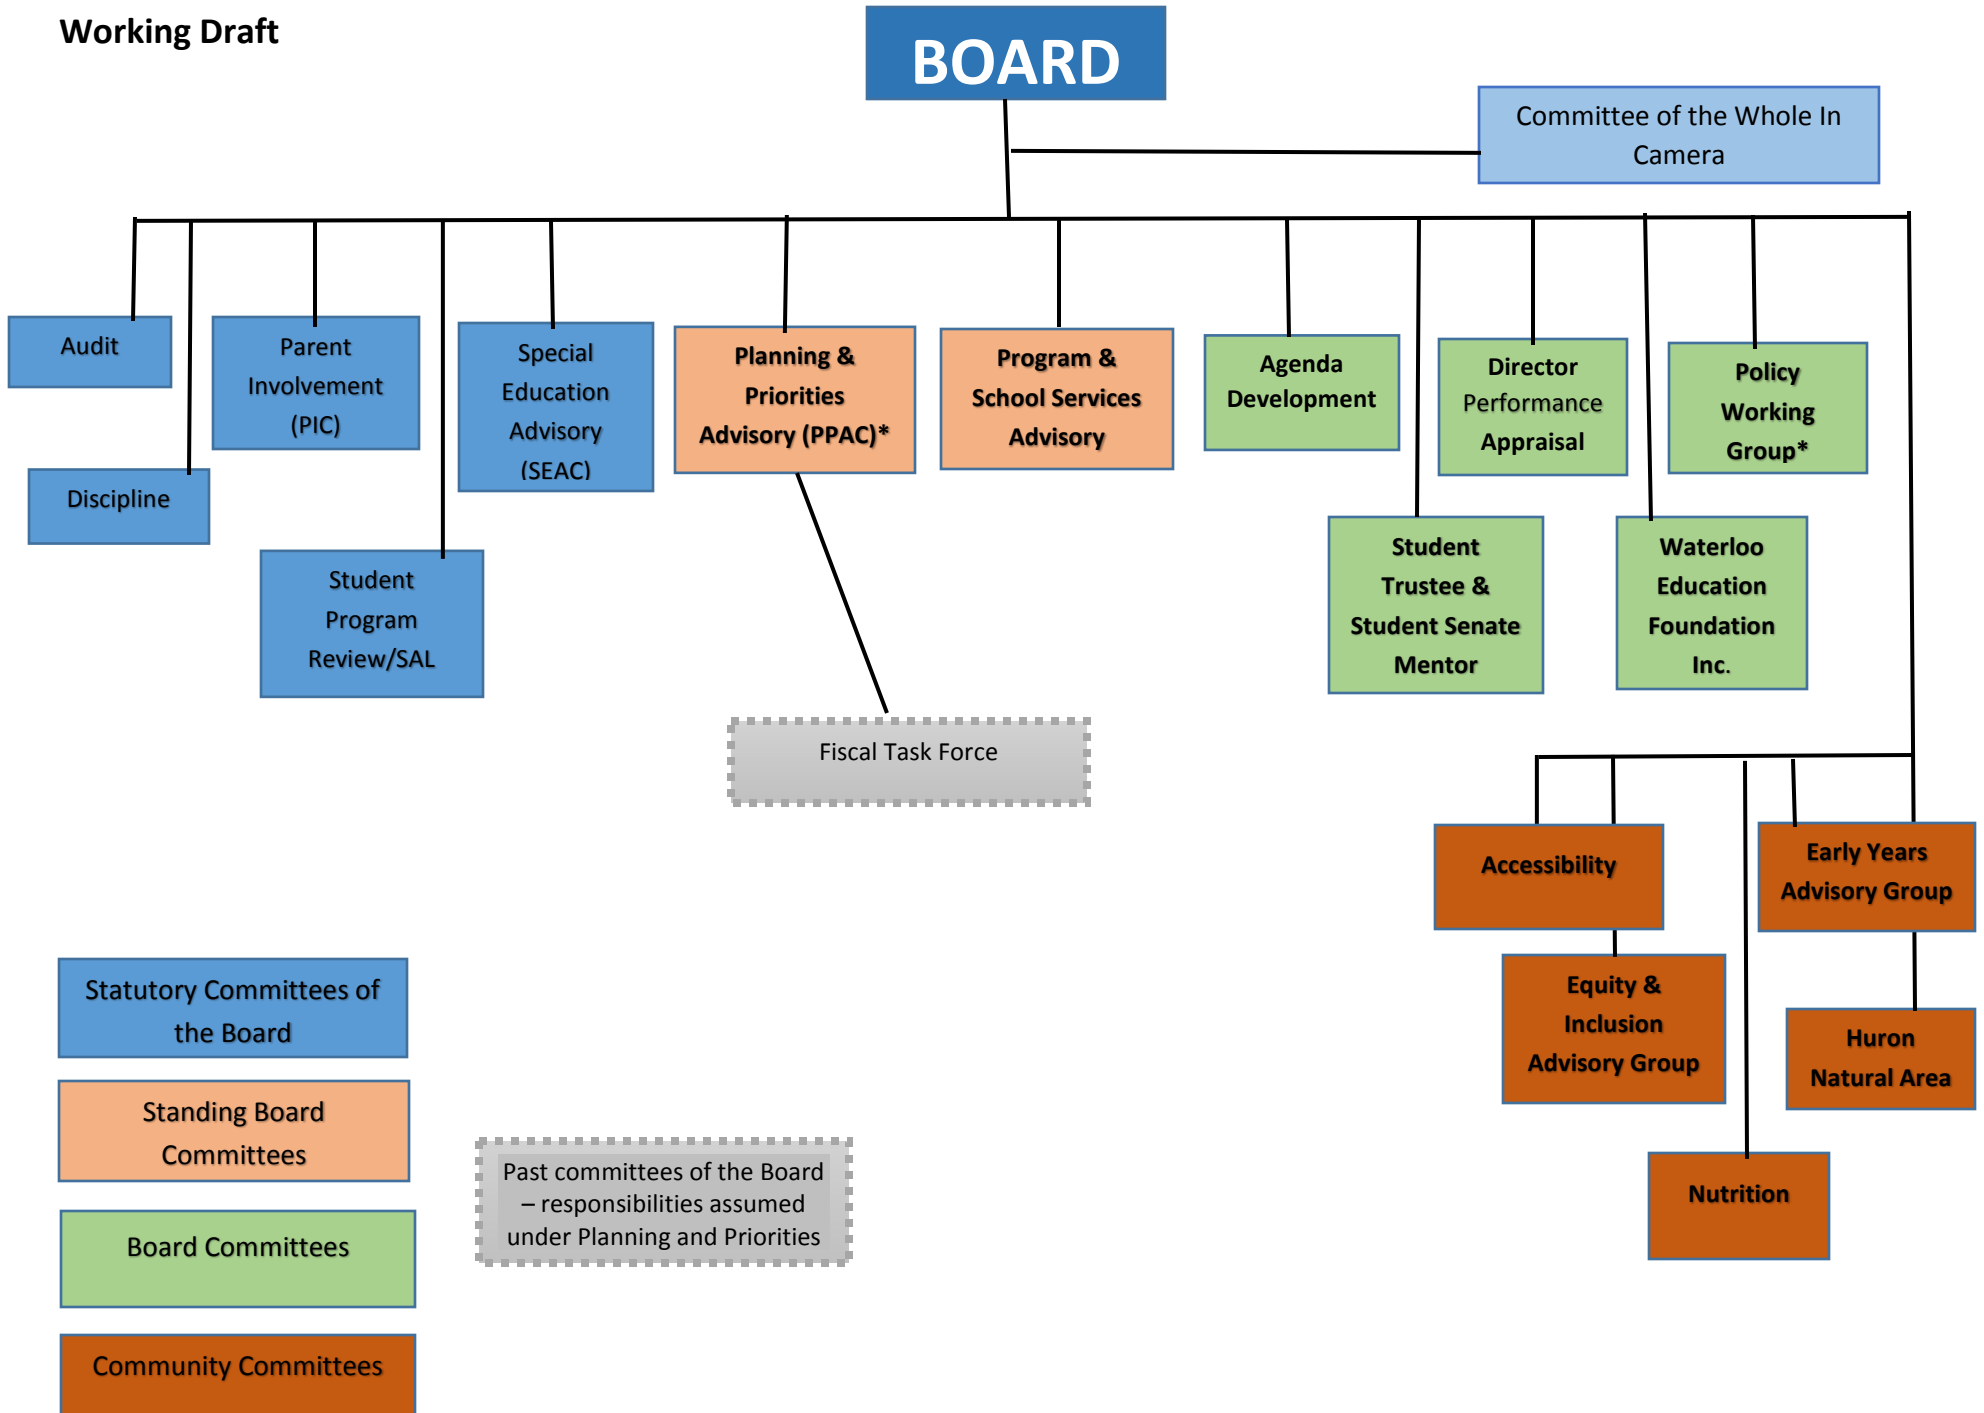 Working Draft
BOARD
Committee of the Whole In
Camera
Audit
Parent
Involvement
(PIC)
Special
Education
Advisory
(SEAC)
Planning &
Priorities
Advisory (PPAC)*
Program &
School Services
Advisory
Agenda
Development
Director
Performance
Appraisal
Policy
Working
Group*
Discipline
Student
Program
Review/SAL
Student
Trustee &
Student Senate
Mentor
Waterloo
Education
Foundation
Inc.
Fiscal Task Force
Accessibility
Early Years
Advisory Group
Equity &
Inclusion
Advisory Group
Huron
Natural Area
Nutrition
Statutory Committees of
the Board
Standing Board
Committees
Board Committees
Community Committees
Past committees of the Board
– responsibilities assumed
under Planning and Priorities